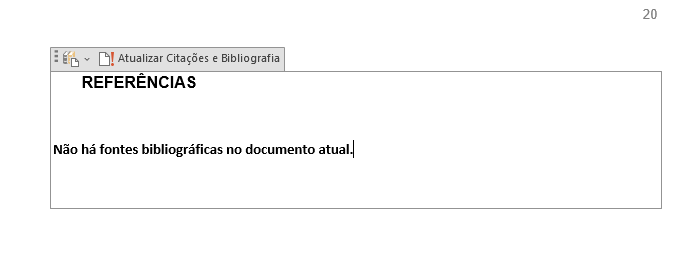 20
Atualizar Citações e Bibliografia
REFERÊNCIAS
Não há fontes bibliográficas no documento atual.